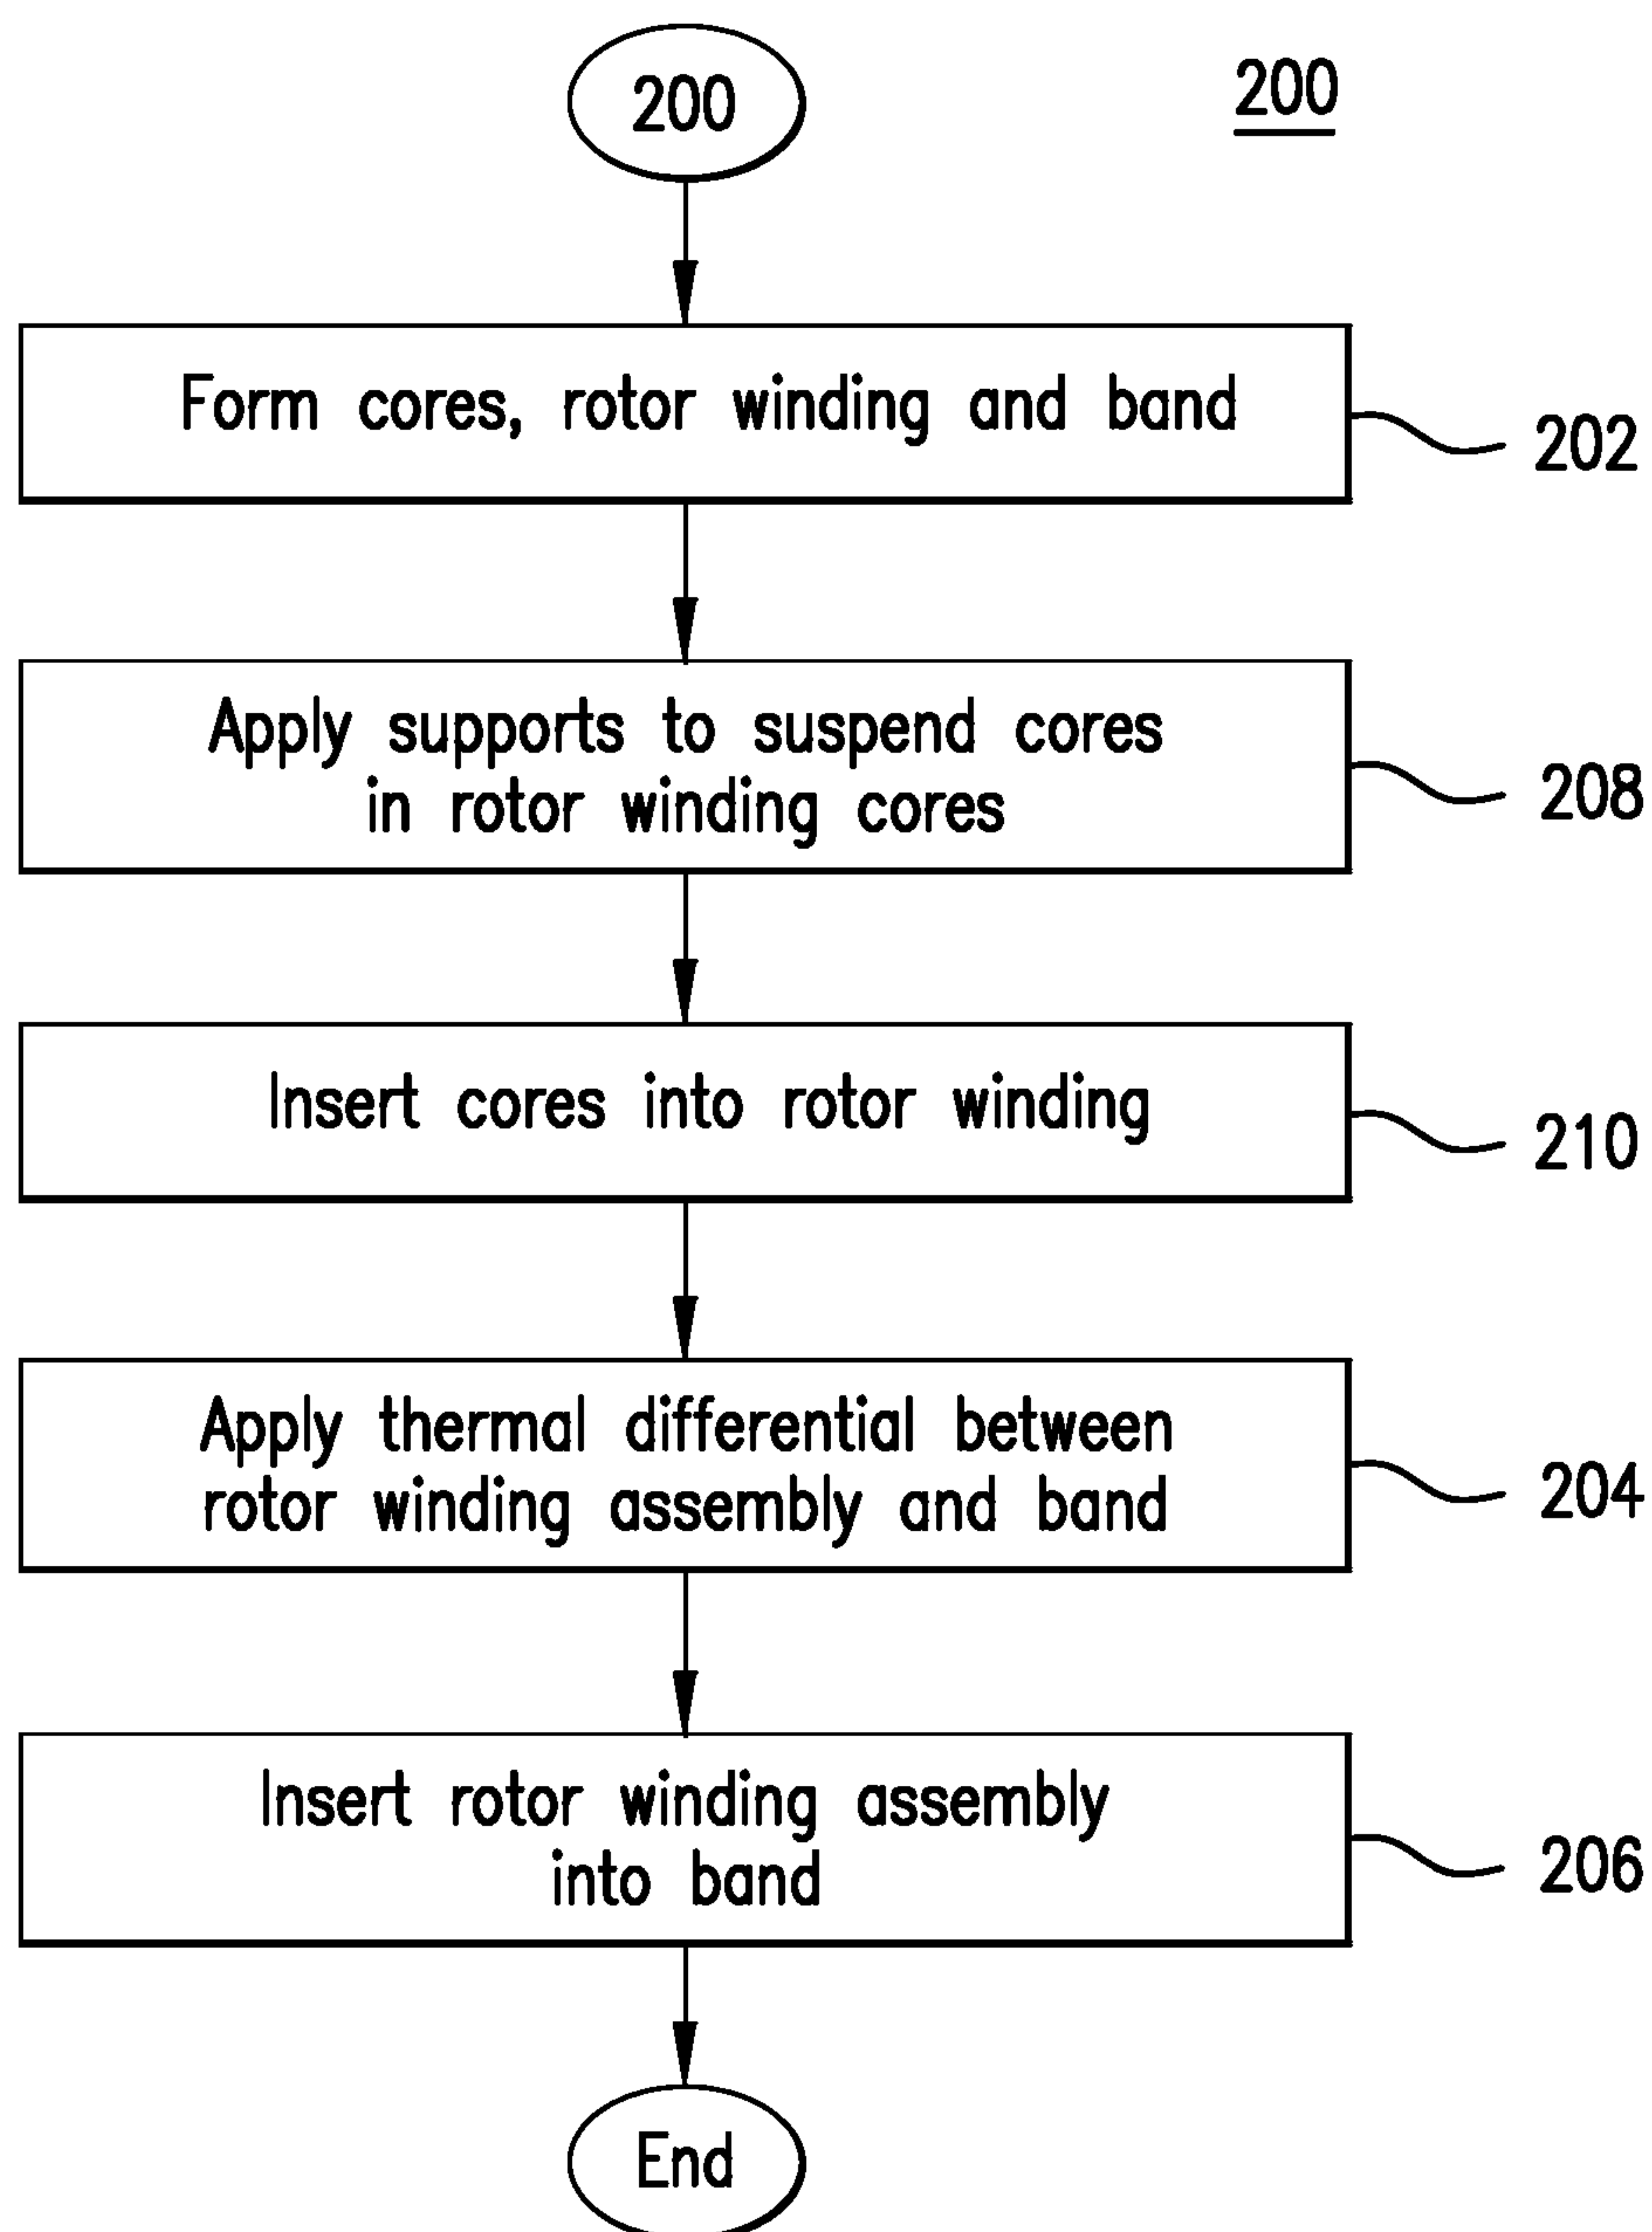 200
200
Form cores, rotor winding and band
202
Apply supports to suspend cores
in rotor winding cores
208
Insert cores into rotor winding
210
Apply thermal differential between
rotor winding assembly and band
204
Insert rotor winding assembly
into band
206
End